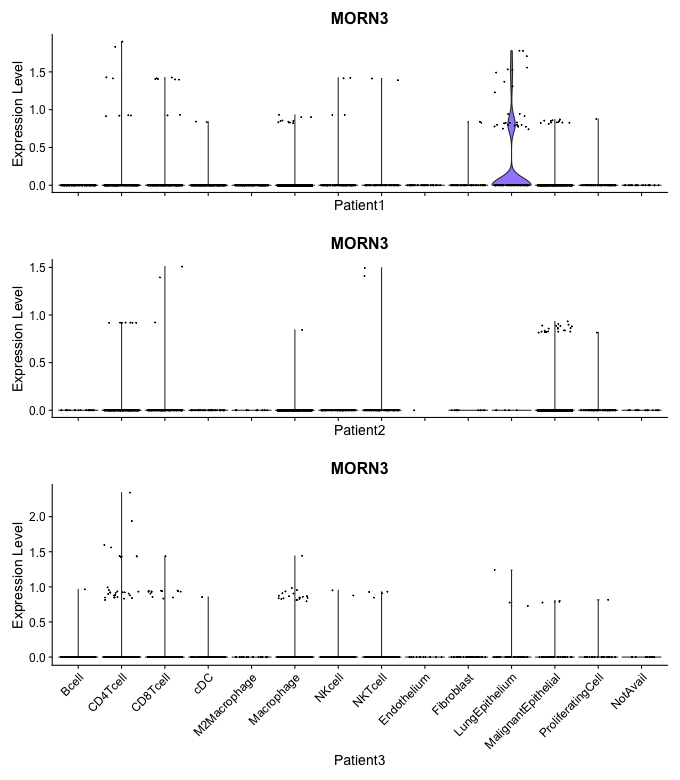 MORN3
Expression Level
1.5
1.0
0.5
0.0
Patient1
MORN3
Expression Level
1.5
1.0
0.5
0.0
Patient2
MORN3
Expression Level
2.0
1.5
1.0
0.5
0.0
Bcell
CD4Tcell
CD8Tcell
cDC
M2Macrophage
Macrophage
NKcell
NKTcell
Endothelium
Fibroblast
LungEpithelium
MalignantEpithelial
ProliferatingCell
NotAvail
Patient3